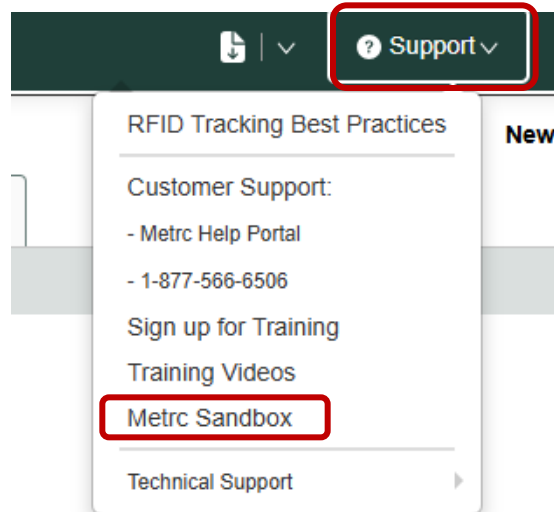 Support
RFID Tracking Best Practices
New
Customer Support:
- Metrc Help Portal
- 1-877-566-6506
Sign up for Training
Training Videos
Metrc Sandbox
Technical Support